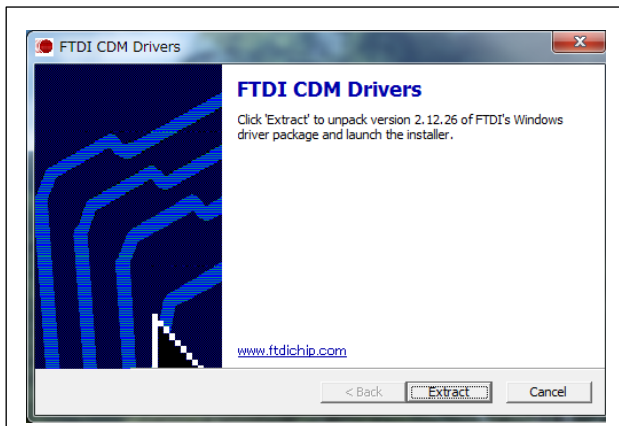 FTDI CDM Drivers
FTDI CDM Drivers
Click 'Extract' to unpack version 2.12.26 of FTDI's Windows
driver package and launch the installer.
www.ftdichip.com
< Back Extract Cancel